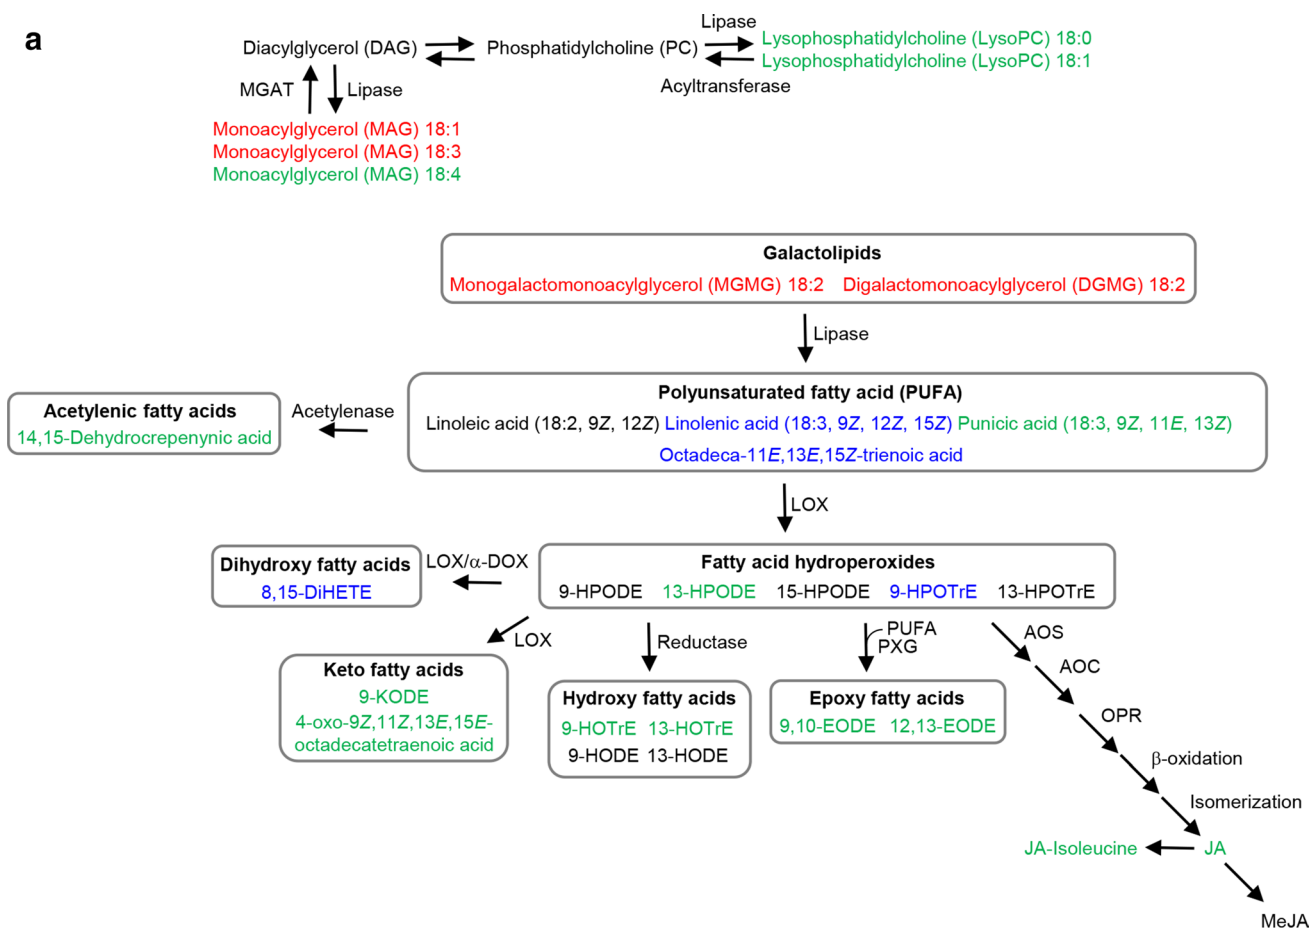 a
Diacylglycerol (DAG)
Phosphatidylcholine (PC)
Lipase
Lysophosphatidylcholine (LysoPC) 18:0
Lysophosphatidylcholine (LysoPC) 18:1
Acyltransferase
MGAT
Lipase
Monoacylglycerol (MAG) 18:1
Monoacylglycerol (MAG) 18:3
Monoacylglycerol (MAG) 18:4
Galactolipids
Monogalactomonoacylglycerol (MGMG) 18:2 Digalactomonoacylglycerol (DGMG) 18:2
Lipase
Acetylenic fatty acids
14,15-Dehydrocrepenynic acid
Acetylenase
Polyunsaturated fatty acid (PUFA)
Linoleic acid (18:2, 9Z, 12Z) Linolenic acid (18:3, 9Z, 12Z, 15Z) Punicic acid (18:3, 9Z, 11E, 13Z)
Octadeca-11E,13E,15Z-trienoic acid
LOX
Dihydroxy fatty acids
8,15-DiHETE
LOX/α-DOX
Fatty acid hydroperoxides
9-HPODE 13-HPODE 15-HPODE 9-HPOTrE 13-HPOTrE
LOX
Reductase
PUFA
PXG
AOS
AOC
OPR
β-oxidation
Isomerization
Keto fatty acids
9-KODE
4-oxo-9Z,11Z,13E,15E-
octadecatetraenoic acid
Hydroxy fatty acids
9-HOTrE 13-HOTrE
9-HODE 13-HODE
Epoxy fatty acids
9,10-EODE 12,13-EODE
JA-Isoleucine
JA
MeJA